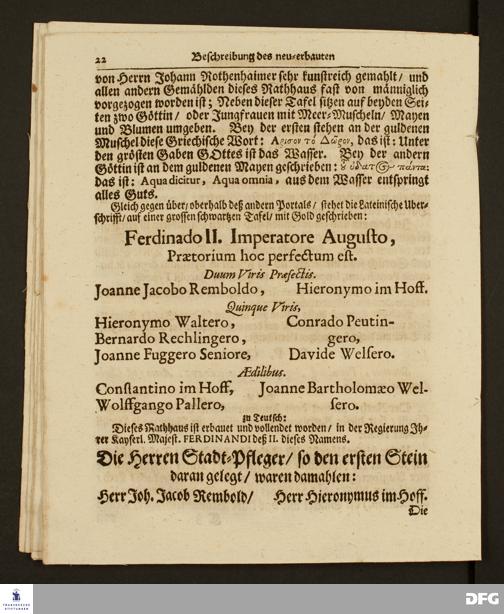 22 Beschreibung des neu-erbauten
von Herrn Johann Rothenhaimer sehr kunstreich gemahlt / und
allen andern Gemählden dieses Rathhaus fast von männiglich
vorgezogen worden ist; Neben dieser Tafel sitzen auf beyden Sei-
ten zwo Göttin / oder Jungfrauen mit Meer-Muscheln / Mayen
und Blumen umgeben. Bey der ersten stehen an der guldenen
Muschel diese Griechische Wort: Αρισον τό Δῶρον, das ist: Unter
den grösten Gaben GOttes ist das Wasser. Bey der andern
Göttin ist an dem guldenen Mayen geschrieben: πάντα:
das ist: Aqua dicitur, Aqua omnia, aus dem Wasser entspringt
alles Guts.
Gleich gegen über / oberhalb deß andern Portals / stehet die Lateinische Uber-
schrifft / auf einer grossen schwartzen Tafel / mit Gold geschrieben:
Ferdinado II. Imperatore Augusto,
Prætorium hoc perfectum est.
Duum Viris Præfectis.
Joanne Jacobo Remboldo, Hieronymo im Hoff.
Quinque Viris,
Hieronymo Waltero, Conrado Peutin-
Bernardo Rechlingero, gero,
Joanne Fuggero Seniore, Davide Welsero.
Ædilibus.
Constantino im Hoff, Joanne Bartholomæo Wel-
Wolffgango Pallero, sero.
zu Teutsch:
Dieses Rathhaus ist erbauet und vollendet worden / in der Regierung Ih-
rer Kayserl. Majest. FERDINANDI deß II. dieses Namens.
Die Herren Stadt-Pfleger / so den ersten Stein
daran gelegt / waren damahlen:
Herr Joh. Jacob Rembold / Herr Hieronymus im Hoff.
Die
FRANCKESCHE
STIFTUNGEN
DFG